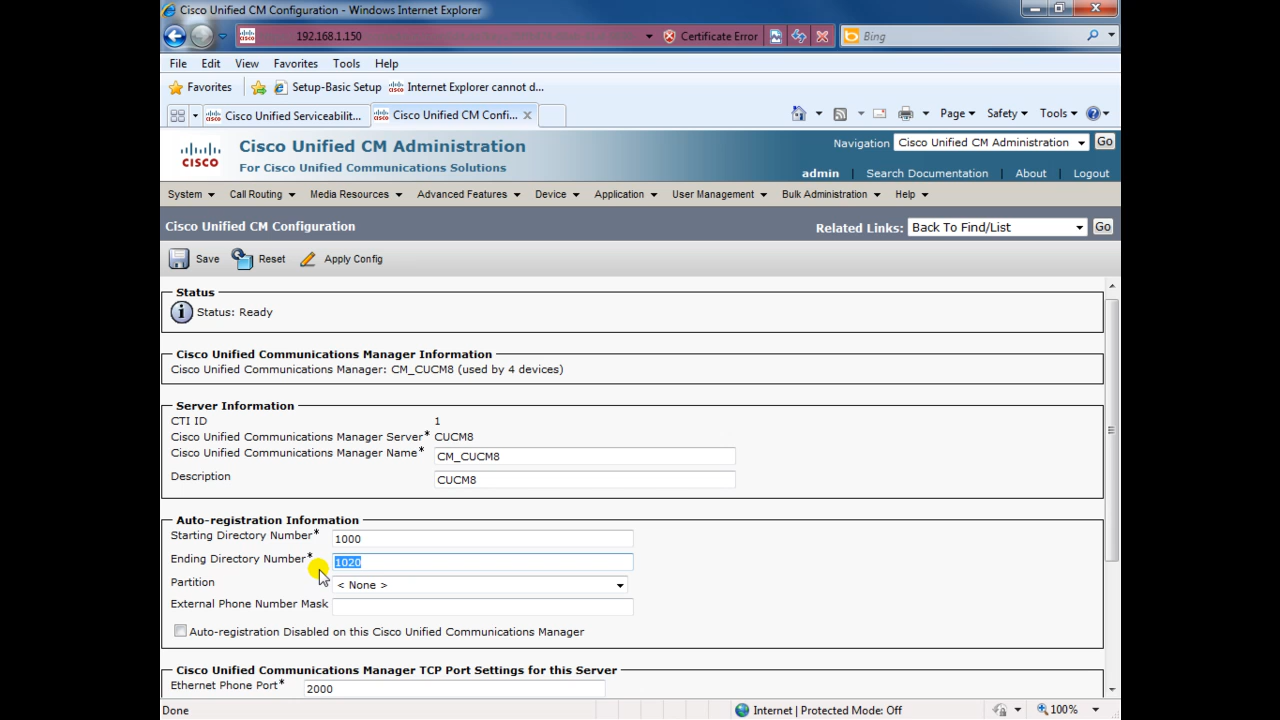 Cisco Unified CM Configuration - Windows Internet Explorer
192.168.1.150
Certificate Error
Bing
File Edit View Favorites Tools Help
Favorites Setup-Basic Setup Internet Explorer cannot d...
Cisco Unified Serviceabilit... Cisco Unified CM Confi... Page Safety Tools
CISCO
Cisco Unified CM Administration
For Cisco Unified Communications Solutions
Navigation Cisco Unified CM Administration Go
admin | Search Documentation | About | Logout
System Call Routing Media Resources Advanced Features Device Application User Management Bulk Administration Help
Cisco Unified CM Configuration
Related Links: Back To Find/List Go
Save Reset Apply Config
Status
Status: Ready
Cisco Unified Communications Manager Information
Cisco Unified Communications Manager: CM_CUCM8 (used by 4 devices)
Server Information
CTI ID 1
Cisco Unified Communications Manager Server* CUCM8
Cisco Unified Communications Manager Name* CM_CUCM8
Description CUCM8
Auto-registration Information
Starting Directory Number* 1000
Ending Directory Number* 1020
Partition < None >
External Phone Number Mask
Auto-registration Disabled on this Cisco Unified Communications Manager
Cisco Unified Communications Manager TCP Port Settings for this Server
Ethernet Phone Port* 2000
Done Internet | Protected Mode: Off 100%